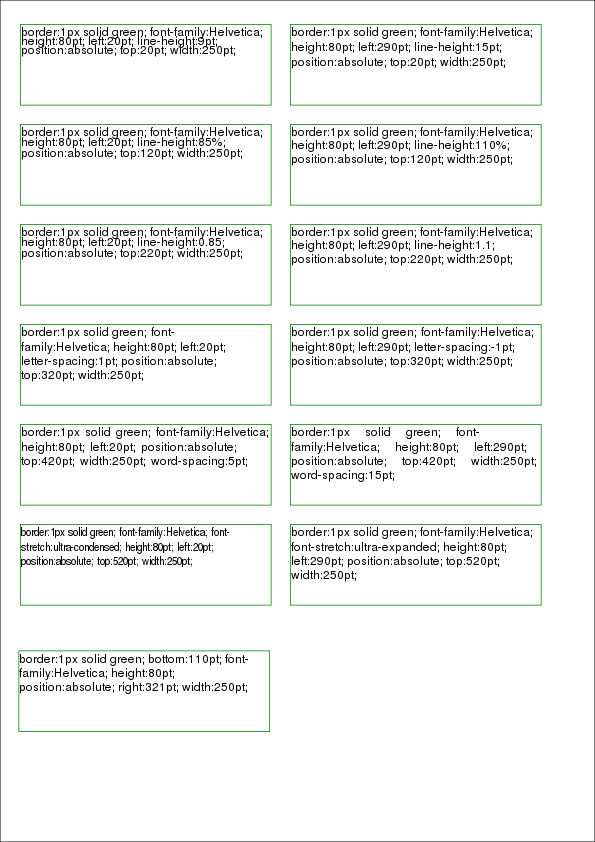 border:1px solid green; font-family:Helvetica;
height:80pt; left:20pt; line-height:9pt;
position:absolute; top:20pt; width:250pt;
border:1px solid green; font-family:Helvetica;
height:80pt; left:290pt; line-height:15pt;
position:absolute; top:20pt; width:250pt;
border:1px solid green; font-family:Helvetica;
height:80pt; left:20pt; line-height:85%;
position:absolute; top:120pt; width:250pt;
border:1px solid green; font-family:Helvetica;
height:80pt; left:290pt; line-height:110%;
position:absolute; top:120pt; width:250pt;
border:1px solid green; font-family:Helvetica;
height:80pt; left:20pt; line-height:0.85;
position:absolute; top:220pt; width:250pt;
border:1px solid green; font-family:Helvetica;
height:80pt; left:290pt; line-height:1.1;
position:absolute; top:220pt; width:250pt;
border:1px solid green; font-
family:Helvetica; height:80pt; left:20pt;
letter-spacing:1pt; position:absolute;
top:320pt; width:250pt;
border:1px solid green; font-family:Helvetica;
height:80pt; left:290pt; letter-spacing:-1pt;
position:absolute; top:320pt; width:250pt;
border:1px solid green; font-family:Helvetica;
height:80pt; left:20pt; position:absolute;
top:420pt; width:250pt; word-spacing:5pt;
border:1px solid green; font-
family:Helvetica; height:80pt; left:290pt;
position:absolute; top:420pt; width:250pt;
word-spacing:15pt;
border:1px solid green; font-family:Helvetica; font-
stretch:ultra-condensed; height:80pt; left:20pt;
position:absolute; top:520pt; width:250pt;
border:1px solid green; font-family:Helvetica;
font-stretch:ultra-expanded; height:80pt;
left:290pt; position:absolute; top:520pt;
width:250pt;
border:1px solid green; bottom:110pt; font-
family:Helvetica; height:80pt;
position:absolute; right:321pt; width:250pt;